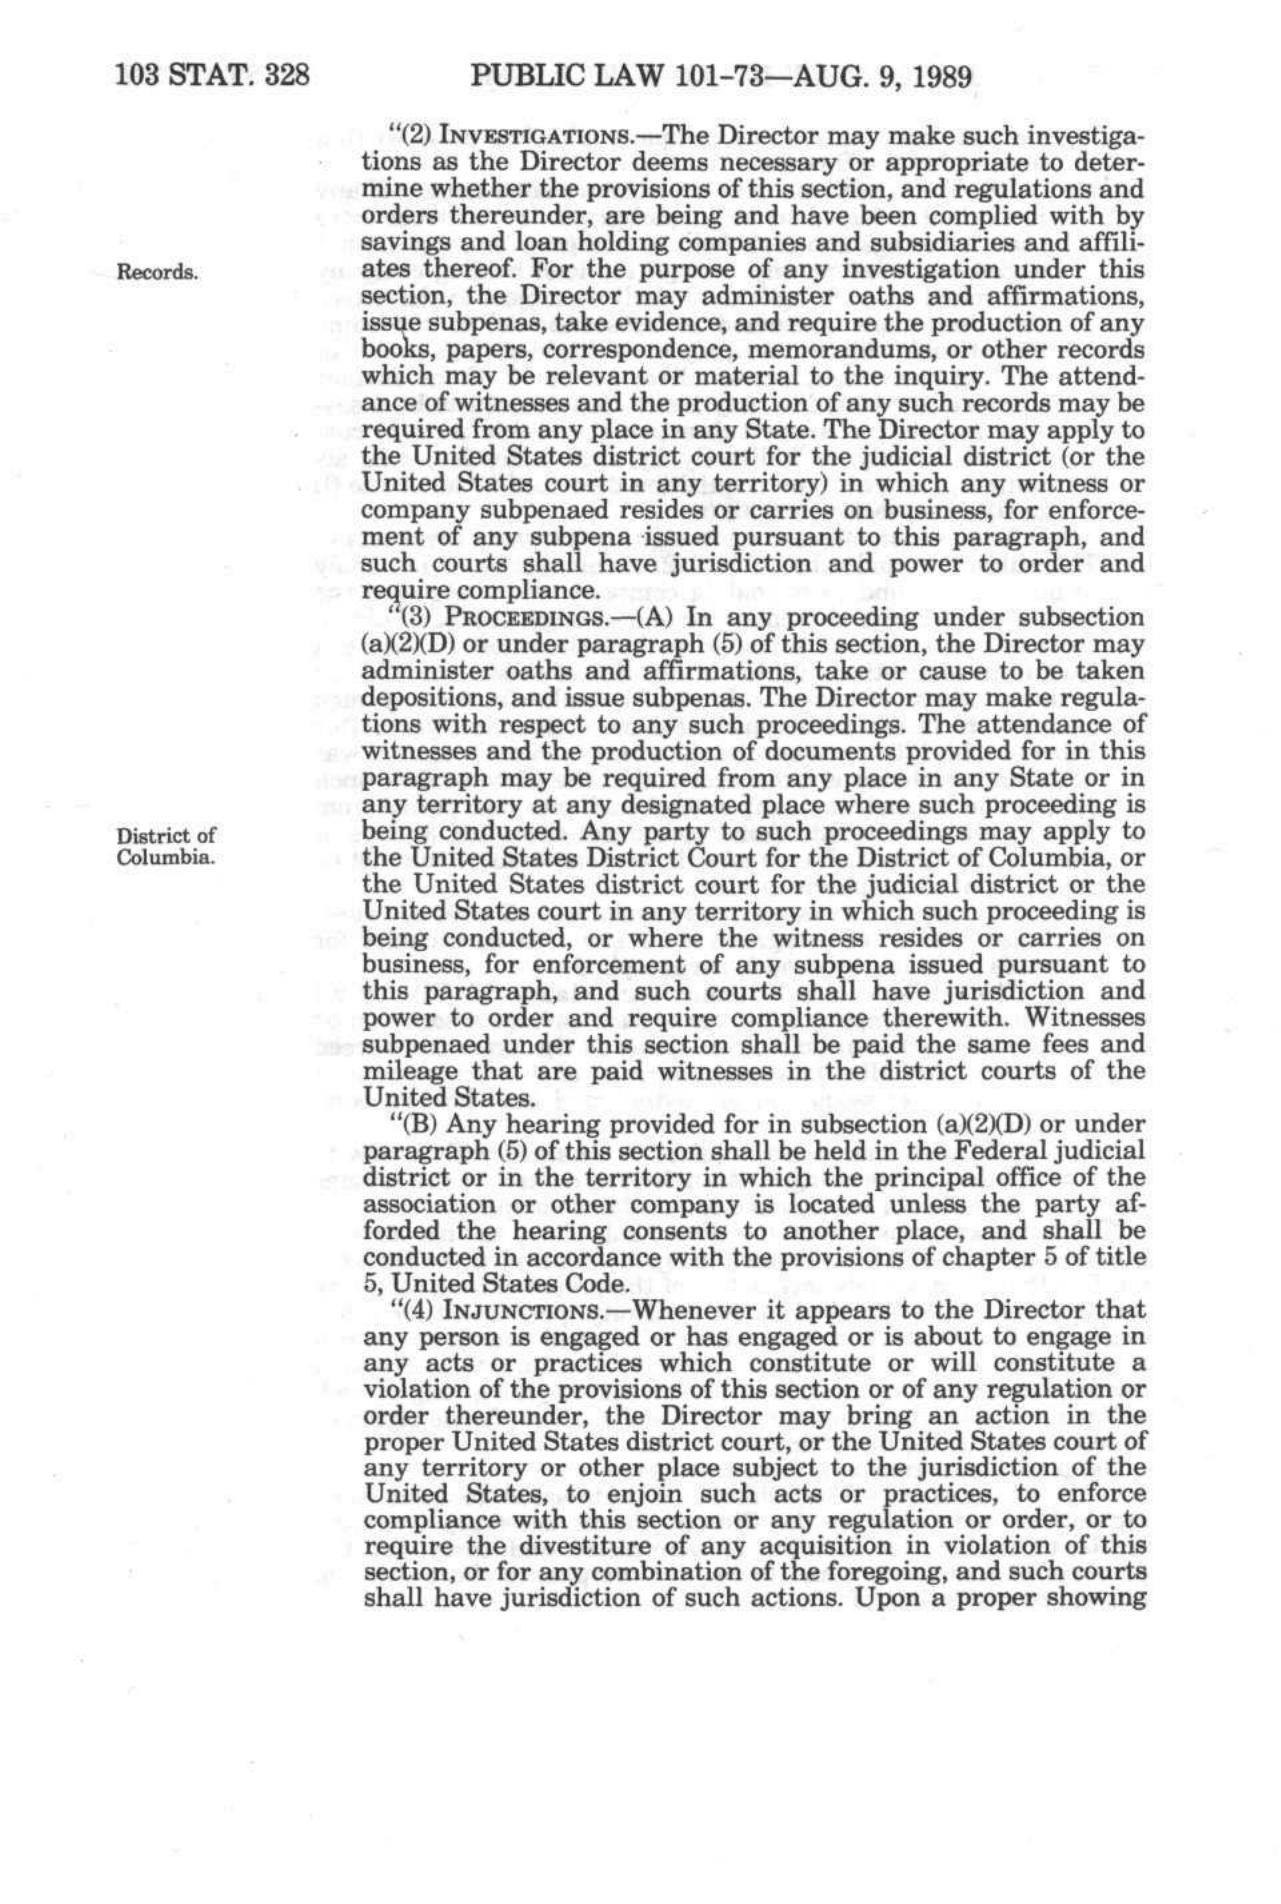 103 STAT. 328
PUBLIC LAW 101-73—AUG. 9, 1989
"(2) INVESTIGATIONS.—The Director may make such investiga-
tions as the Director deems necessary or appropriate to deter-
mine whether the provisions of this section, and regulations and
orders thereunder, are being and have been complied with by
savings and loan holding companies and subsidiaries and affili-
Records.
ates thereof. For the purpose of any investigation under this
section, the Director may administer oaths and affirmations,
issue subpenas, take evidence, and require the production of any
books, papers, correspondence, memorandums, or other records
which may be relevant or material to the inquiry. The attend-
ance of witnesses and the production of any such records may be
required from any place in any State. The Director may apply to
the United States district court for the judicial district (or the
United States court in any territory) in which any witness or
company subpenaed resides or carries on business, for enforce-
ment of any subpena issued pursuant to this paragraph, and
such courts shall have jurisdiction and power to order and
require compliance.
"(3) PROCEEDINGS.—(A) In any proceeding under subsection
(a)(2)(D) or under paragraph (5) of this section, the Director may
administer oaths and affirmations, take or cause to be taken
depositions, and issue subpenas. The Director may make regula-
tions with respect to any such proceedings. The attendance of
witnesses and the production of documents provided for in this
paragraph may be required from any place in any State or in
any territory at any designated place where such proceeding is
District of
Columbia.
being conducted. Any party to such proceedings may apply to
the United States District Court for the District of Columbia, or
the United States district court for the judicial district or the
United States court in any territory in which such proceeding is
being conducted, or where the witness resides or carries on
business, for enforcement of any subpena issued pursuant to
this paragraph, and such courts shall have jurisdiction and
power to order and require compliance therewith. Witnesses
subpenaed under this section shall be paid the same fees and
mileage that are paid witnesses in the district courts of the
United States.
"(B) Any hearing provided for in subsection (a)(2)(D) or under
paragraph (5) of this section shall be held in the Federal judicial
district or in the territory in which the principal office of the
association or other company is located unless the party af-
forded the hearing consents to another place, and shall be
conducted in accordance with the provisions of chapter 5 of title
5, United States Code.
"(4) INJUNCTIONS.—Whenever it appears to the Director that
any person is engaged or has engaged or is about to engage in
any acts or practices which constitute or will constitute a
violation of the provisions of this section or of any regulation or
order thereunder, the Director may bring an action in the
proper United States district court, or the United States court of
any territory or other place subject to the jurisdiction of the
United States, to enjoin such acts or practices, to enforce
compliance with this section or any regulation or order, or to
require the divestiture of any acquisition in violation of this
section, or for any combination of the foregoing, and such courts
shall have jurisdiction of such actions. Upon a proper showing